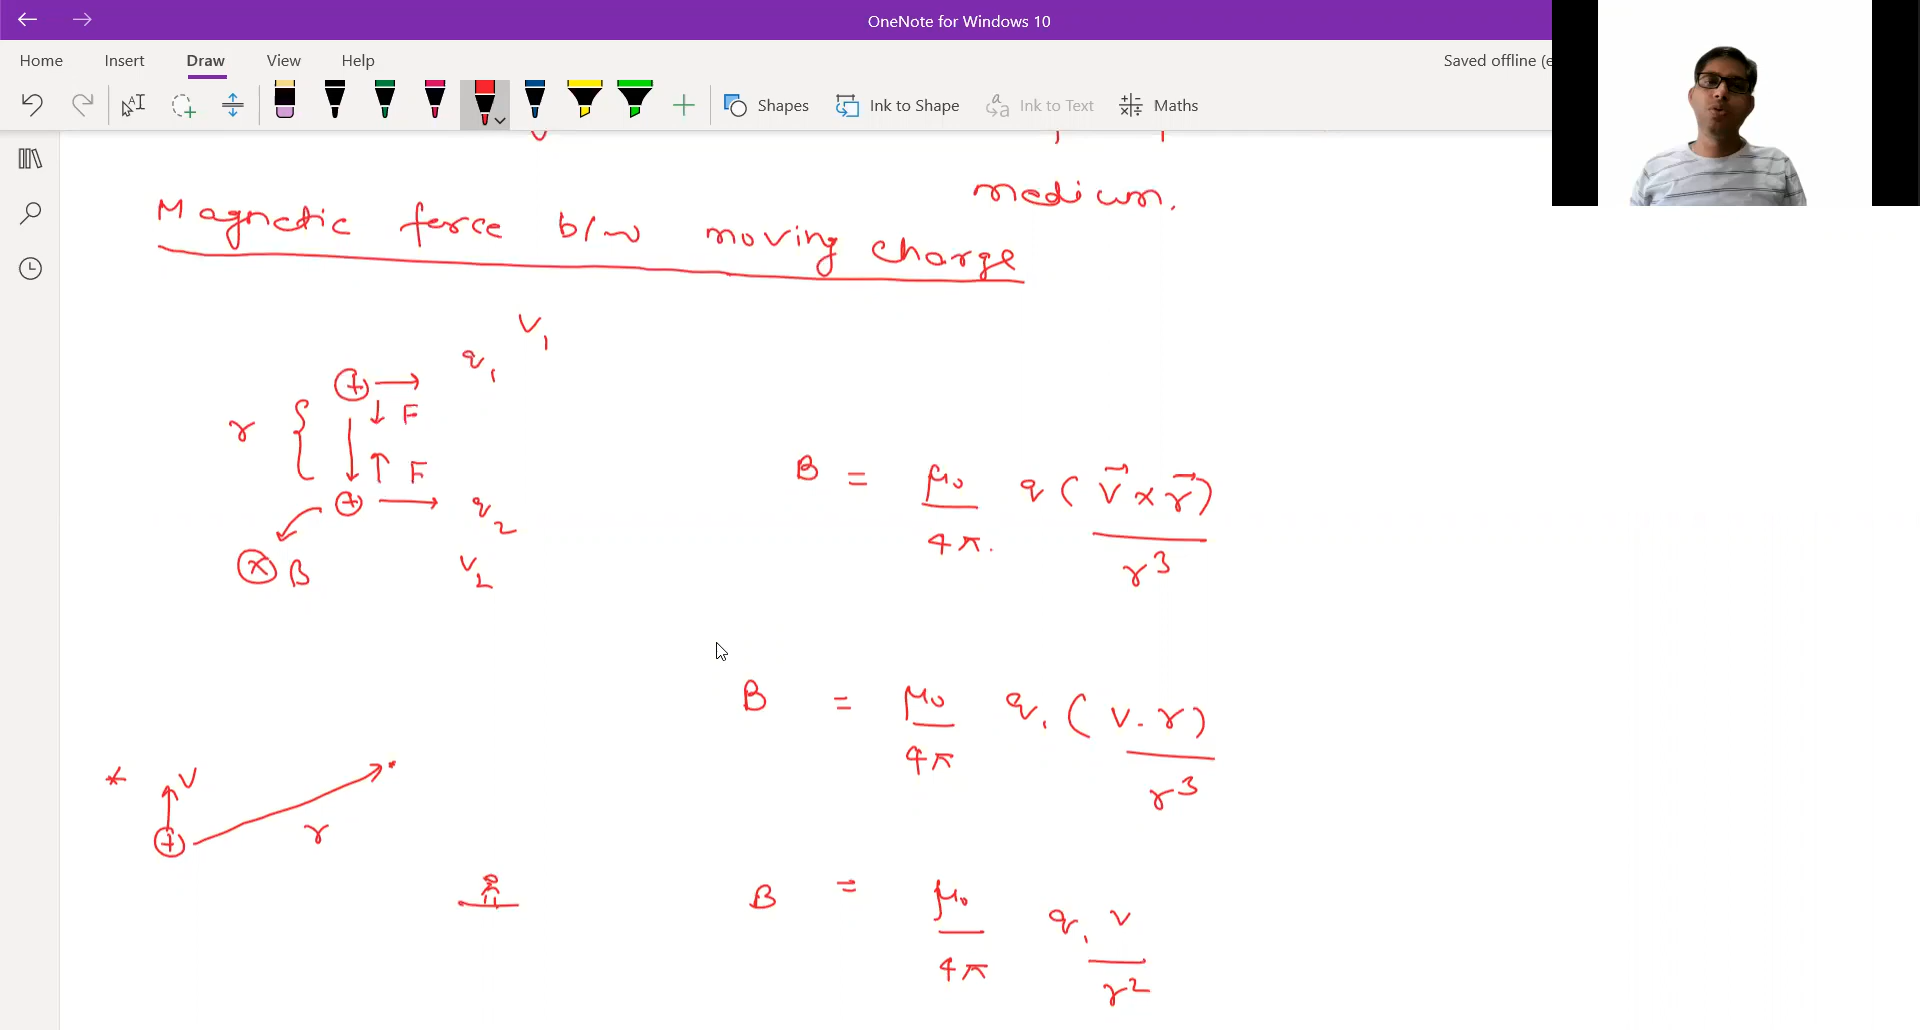 OneNote for Windows 10
Home Insert Draw View Help
Saved offline (e
Shapes Ink to Shape Ink to Text Maths
medium.
Magnetic force b/w moving charge
V₁
q₁
F
r
F
q₂
B
V₂
B = μ₀/4π. q (v⃗ × r⃗)/r³
B = μ₀/4π q₁ (v. r)/r³
* V
r
B = μ₀/4π q₁ v/r²